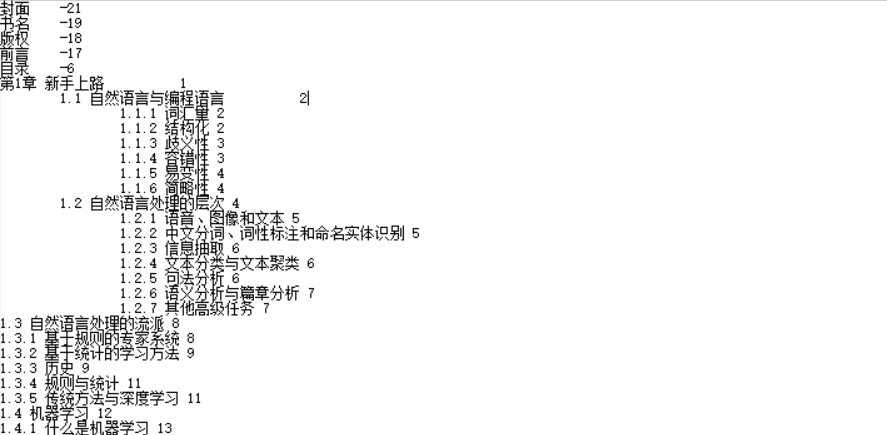 封面 -21
书名 -19
版权 -18
前言 -17
目录 -6
第1章 新手上路 1
1.1 自然语言与编程语言 2
1.1.1 词汇量 2
1.1.2 结构化 2
1.1.3 歧义性 3
1.1.4 容错性 3
1.1.5 易变性 4
1.1.6 简略性 4
1.2 自然语言处理的层次 4
1.2.1 语音、图像和文本 5
1.2.2 中文分词、词性标注和命名实体识别 5
1.2.3 信息抽取 6
1.2.4 文本分类与文本聚类 6
1.2.5 句法分析 6
1.2.6 语义分析与篇章分析 7
1.2.7 其他高级任务 7
1.3 自然语言处理的流派 8
1.3.1 基于规则的专家系统 8
1.3.2 基于统计的学习方法 9
1.3.3 历史 9
1.3.4 规则与统计 11
1.3.5 传统方法与深度学习 11
1.4 机器学习 12
1.4.1 什么是机器学习 13